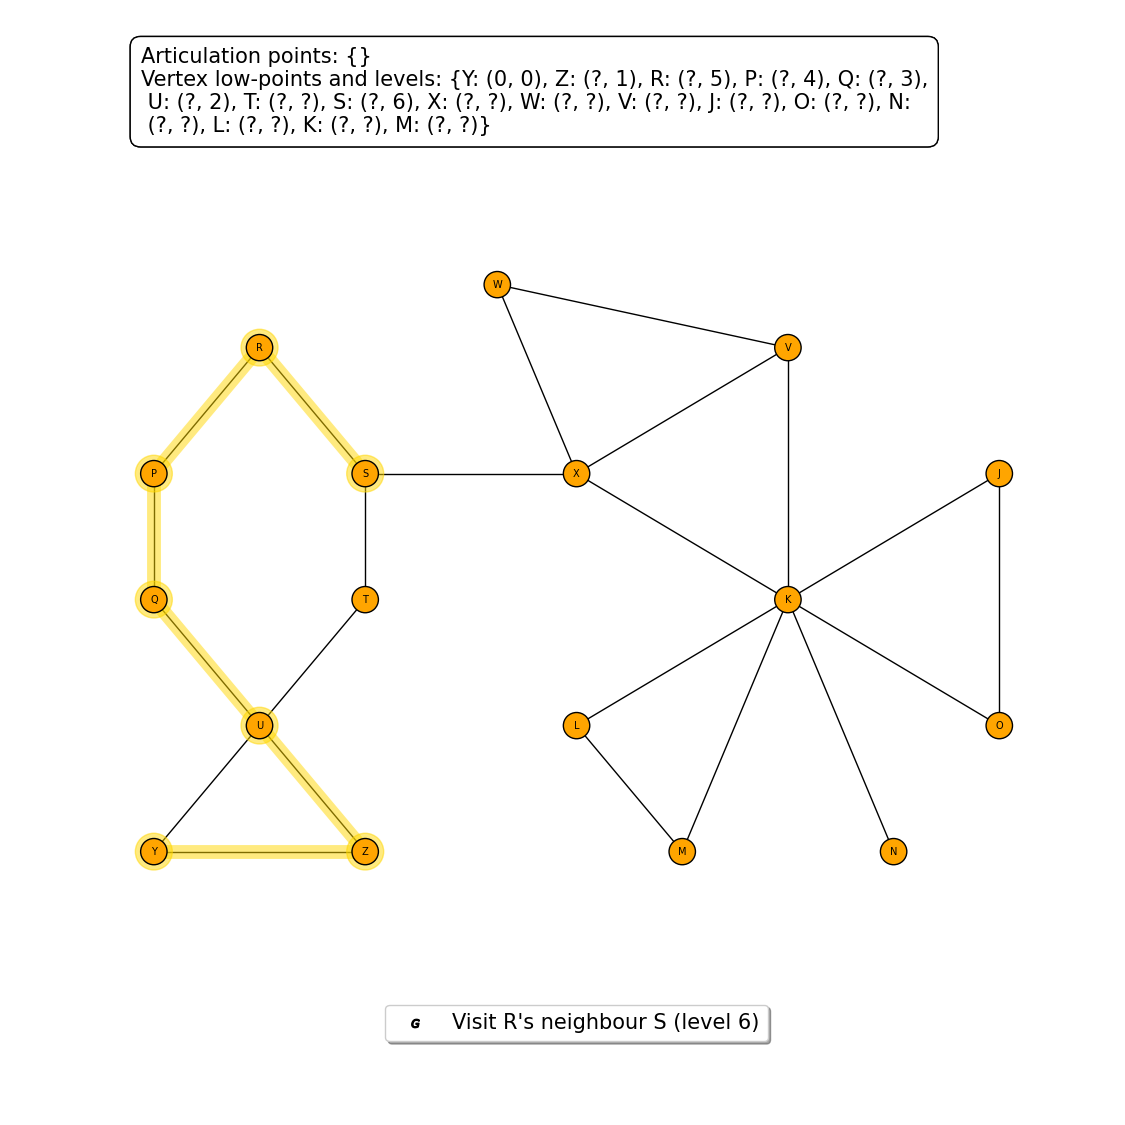 Articulation points: {}
Vertex low-points and levels: {Y: (0, 0), Z: (?, 1), R: (?, 5), P: (?, 4), Q: (?, 3),
U: (?, 2), T: (?, ?), S: (?, 6), X: (?, ?), W: (?, ?), V: (?, ?), J: (?, ?), O: (?, ?), N:
(?, ?), L: (?, ?), K: (?, ?), M: (?, ?)}
W
R
V
P
S
X
J
Q
T
K
U
L
O
Y
Z
M
N
G Visit R's neighbour S (level 6)